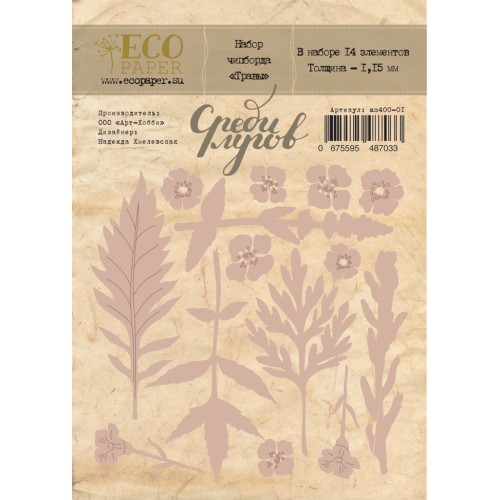 ECO
PAPER
www.ecopaper.su
Набор
чипборда
«Травы»
В наборе 14 элементов
Толщина – 1,15 мм
Производитель:
ООО «Арт-Хобби»
Дизайнер:
Надежда Хмелевская
Среди
лугов
Артикул: ап400-01
0 675595 487033